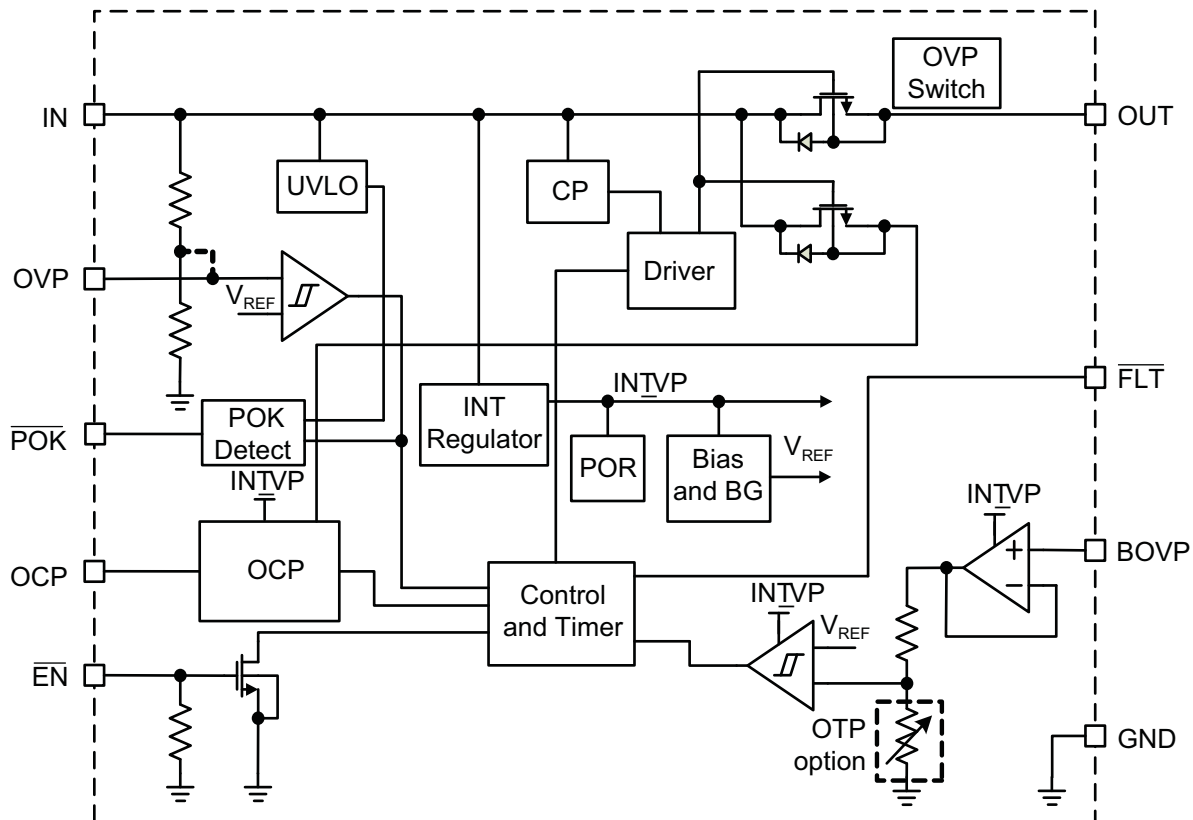 OVP
Switch
IN
OUT
UVLO
CP
Driver
OVP
VREF
FLT
INT
Regulator
INTVP
POK
POK
Detect
POR
Bias
and BG
VREF
INTVP
INTVP
OCP
OCP
BOVP
+
−
Control
and Timer
INTVP
VREF
EN
OTP
option
GND